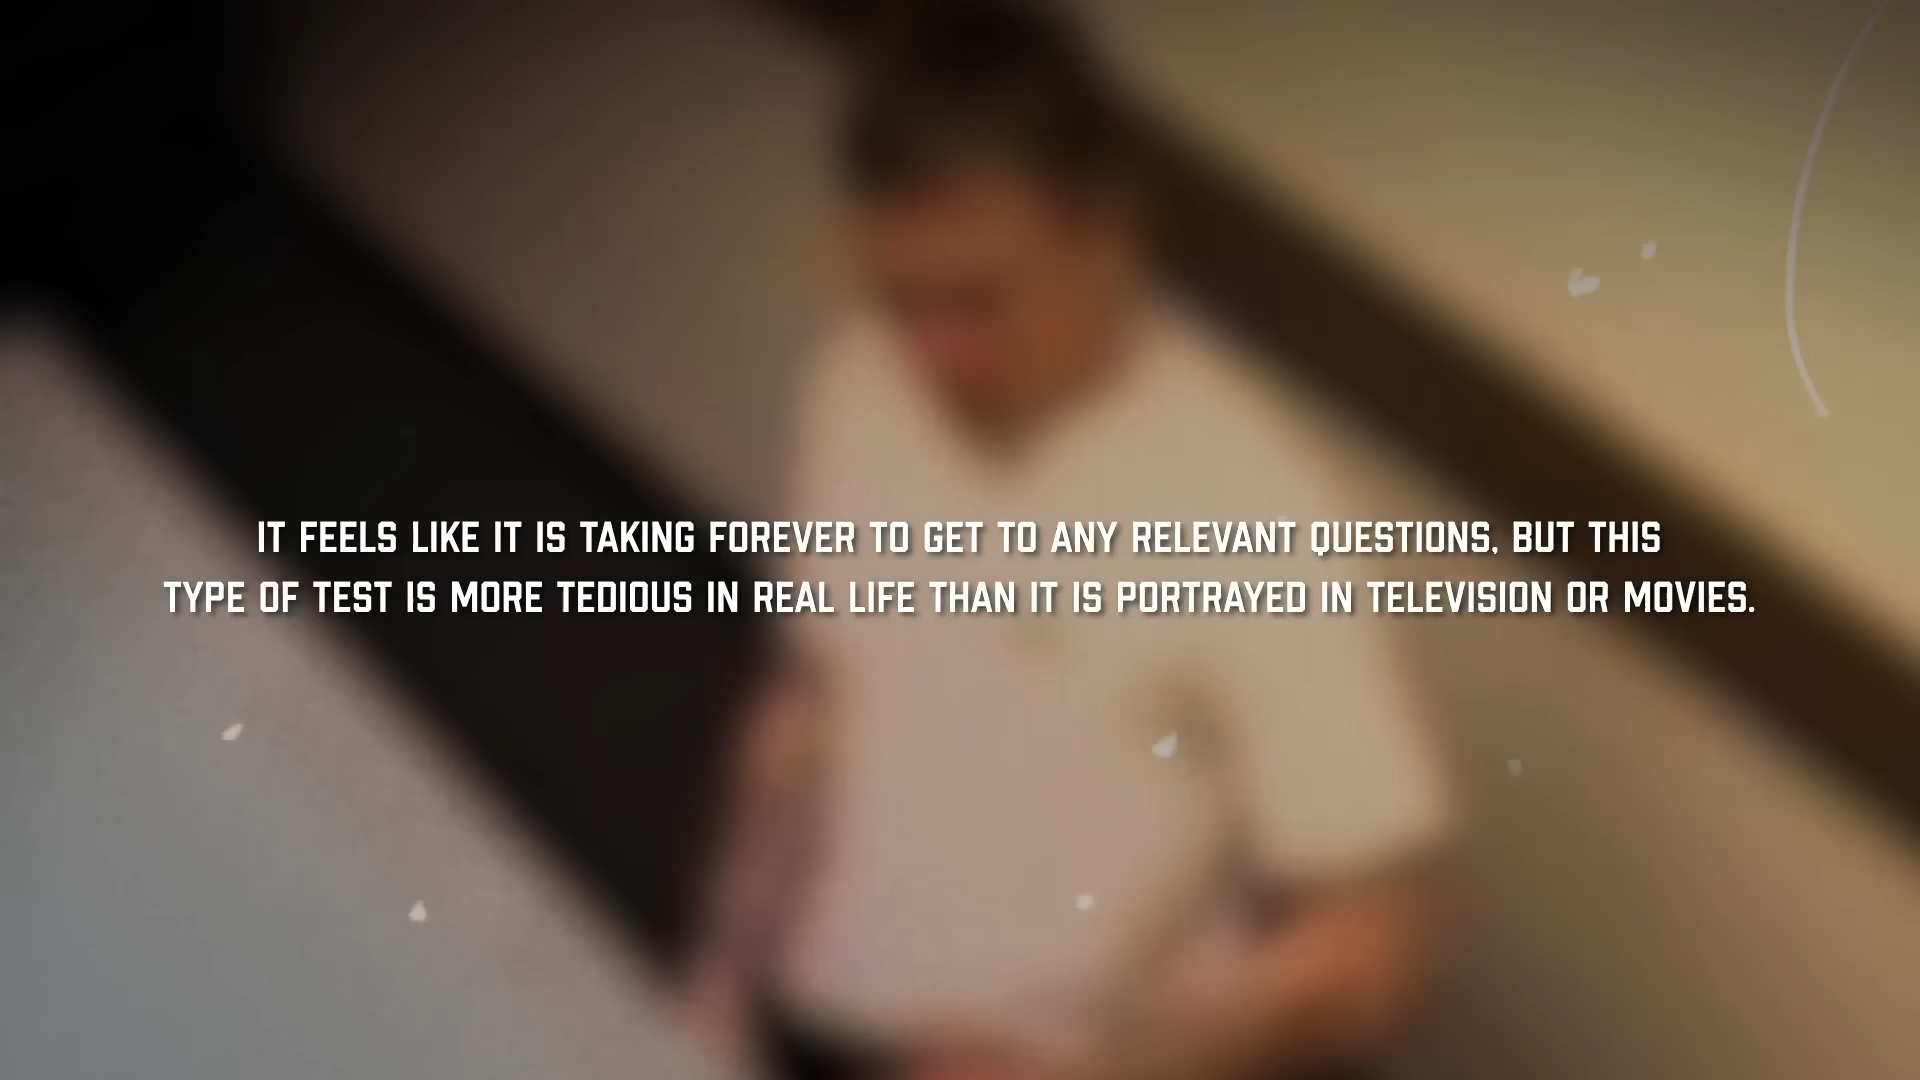 IT FEELS LIKE IT IS TAKING FOREVER TO GET TO ANY RELEVANT QUESTIONS, BUT THIS
TYPE OF TEST IS MORE TEDIOUS IN REAL LIFE THAN IT IS PORTRAYED IN TELEVISION OR MOVIES.